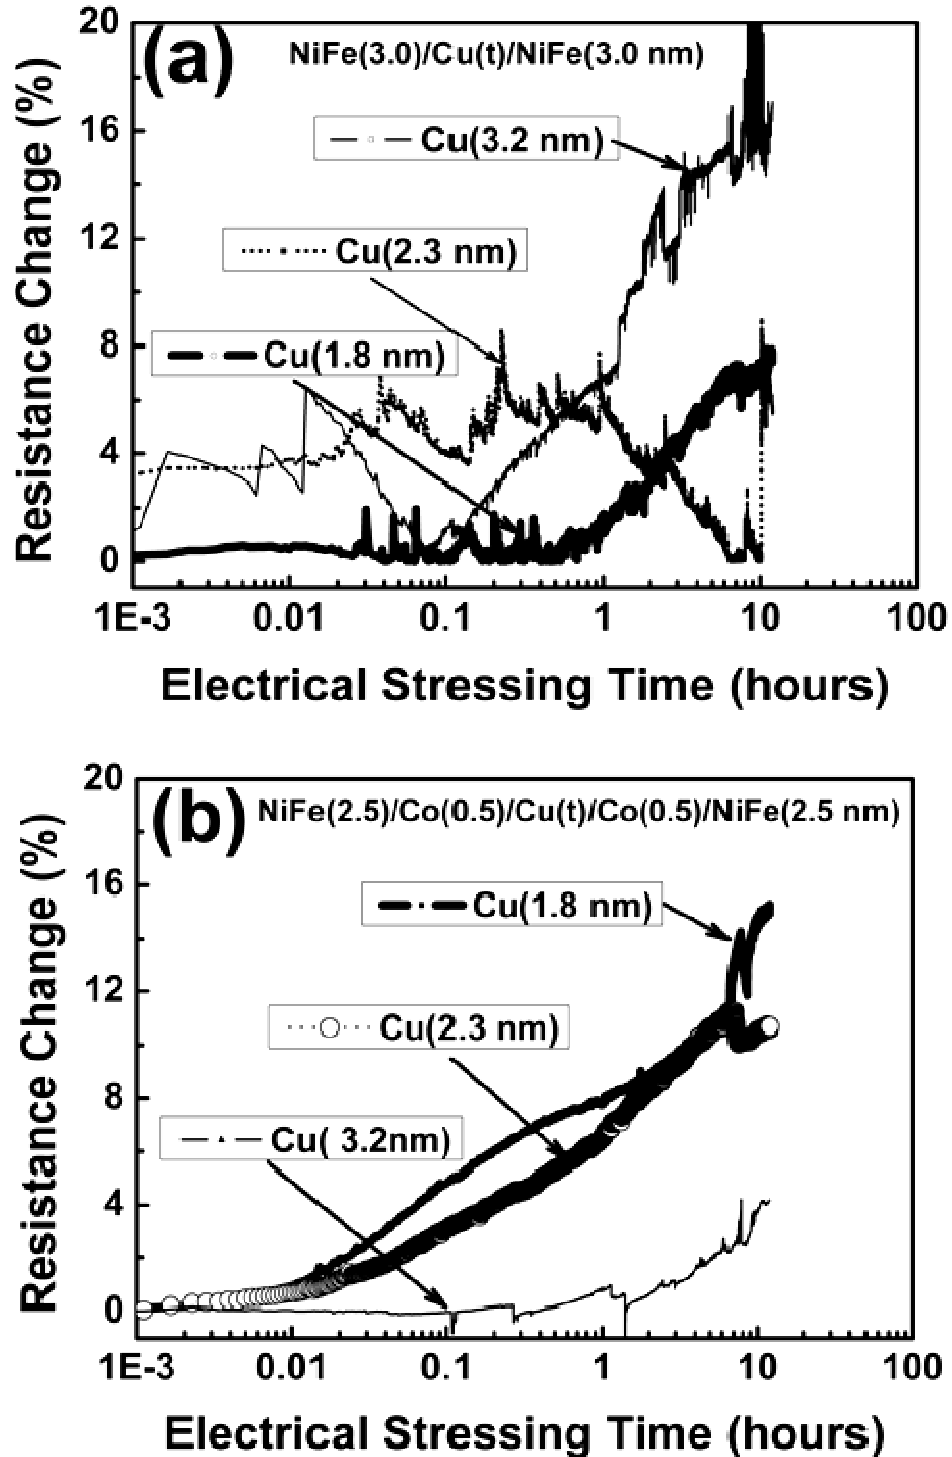 (a)
NiFe(3.0)/Cu(t)/NiFe(3.0 nm)
Cu(3.2 nm)
Cu(2.3 nm)
Cu(1.8 nm)
Resistance Change (%)
20
16
12
8
4
0
1E-3 0.01 0.1 1 10 100
Electrical Stressing Time (hours)
(b)
NiFe(2.5)/Co(0.5)/Cu(t)/Co(0.5)/NiFe(2.5 nm)
Cu(1.8 nm)
Cu(2.3 nm)
Cu( 3.2nm)
Resistance Change (%)
20
16
12
8
4
0
1E-3 0.01 0.1 1 10 100
Electrical Stressing Time (hours)